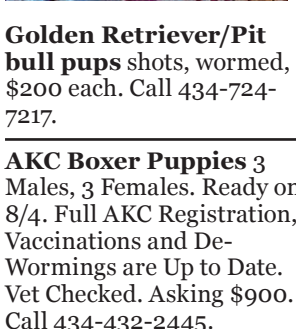 Golden Retriever/Pit
bull pups shots, wormed,
$200 each. Call 434-724-
7217.
AKC Boxer Puppies 3
Males, 3 Females. Ready on
8/4. Full AKC Registration,
Vaccinations and De-
Wormings are Up to Date.
Vet Checked. Asking $900.
Call 434-432-2445.